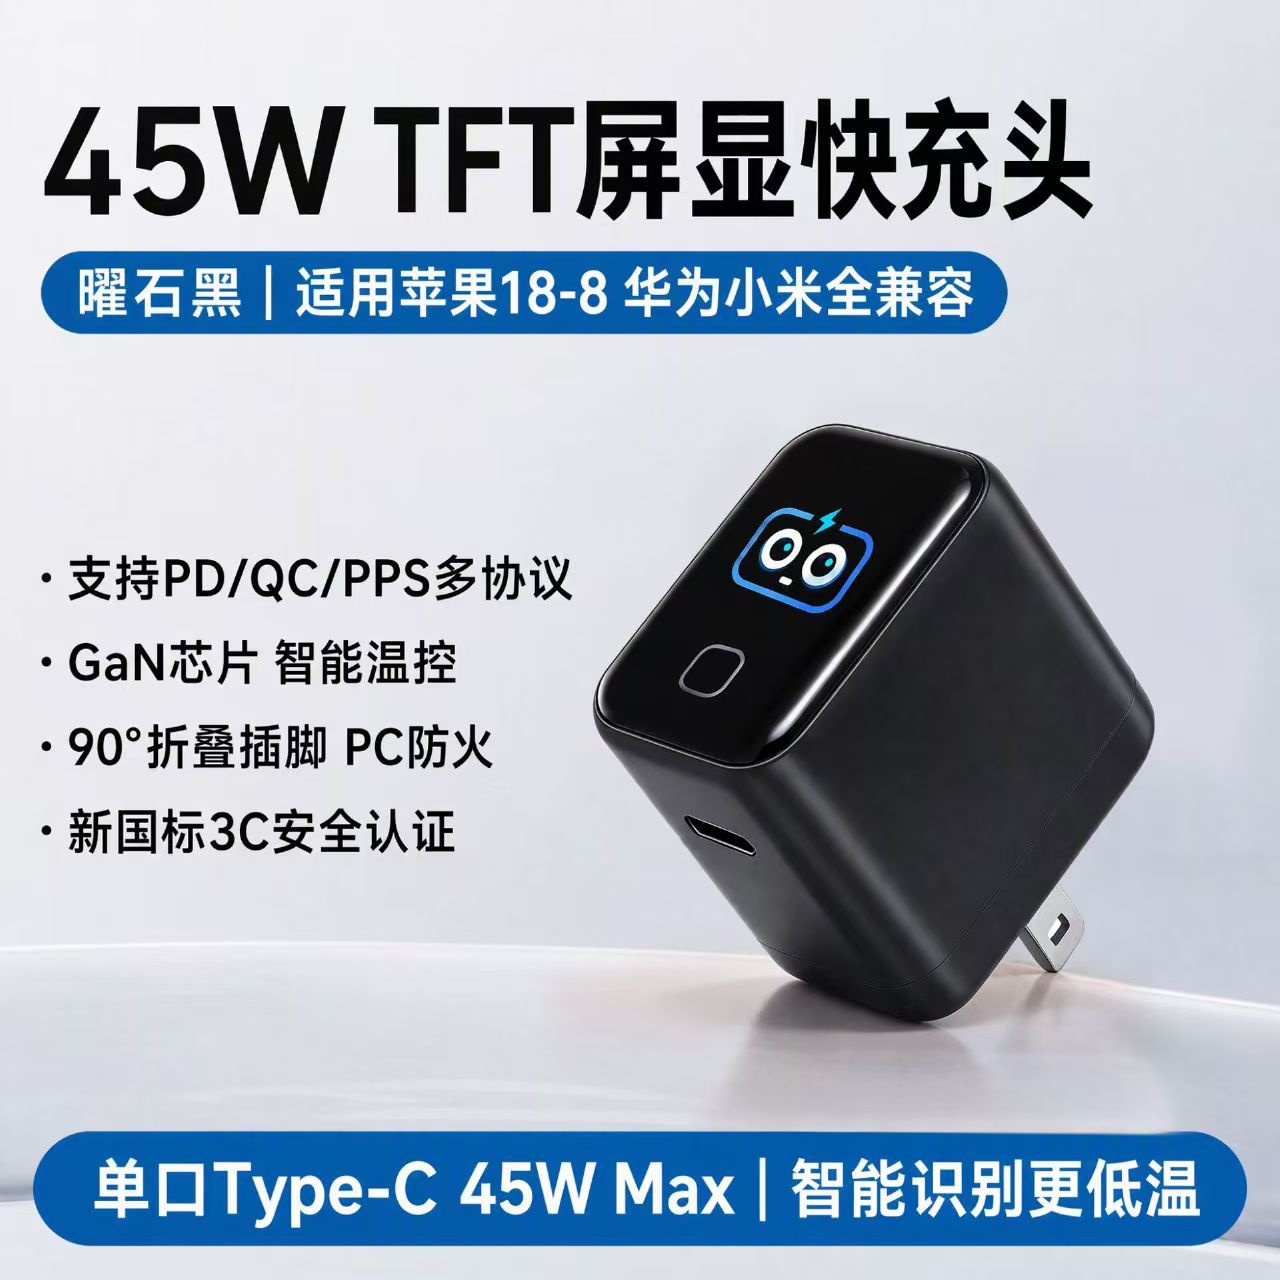 45W TFT屏显快充头
曜石黑｜适用苹果18-8 华为小米全兼容
·支持PD/QC/PPS多协议
·GaN芯片 智能温控
·90°折叠插脚 PC防火
·新国标3C安全认证
单口Type-C 45W Max｜智能识别更低温